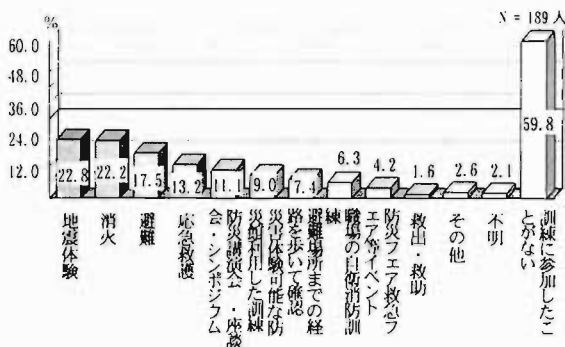 %
N = 189 人
60.0
48.0
36.0
24.0
12.0
22.8
22.2
17.5
13.2
11.1
9.0
7.4
6.3
4.2
1.6
2.6
2.1
59.8
地震体験
消火
避難
応急救護
防災講演会・座談
会・シンポジウム
災害体験可能な防
災館利用した訓練
避難場所までの経
路を歩いて確認
職場の自衛消防訓
練
防災フェア救急フ
ェア等イベント
救出・救助
その他
不明
訓練に参加したこ
とがない